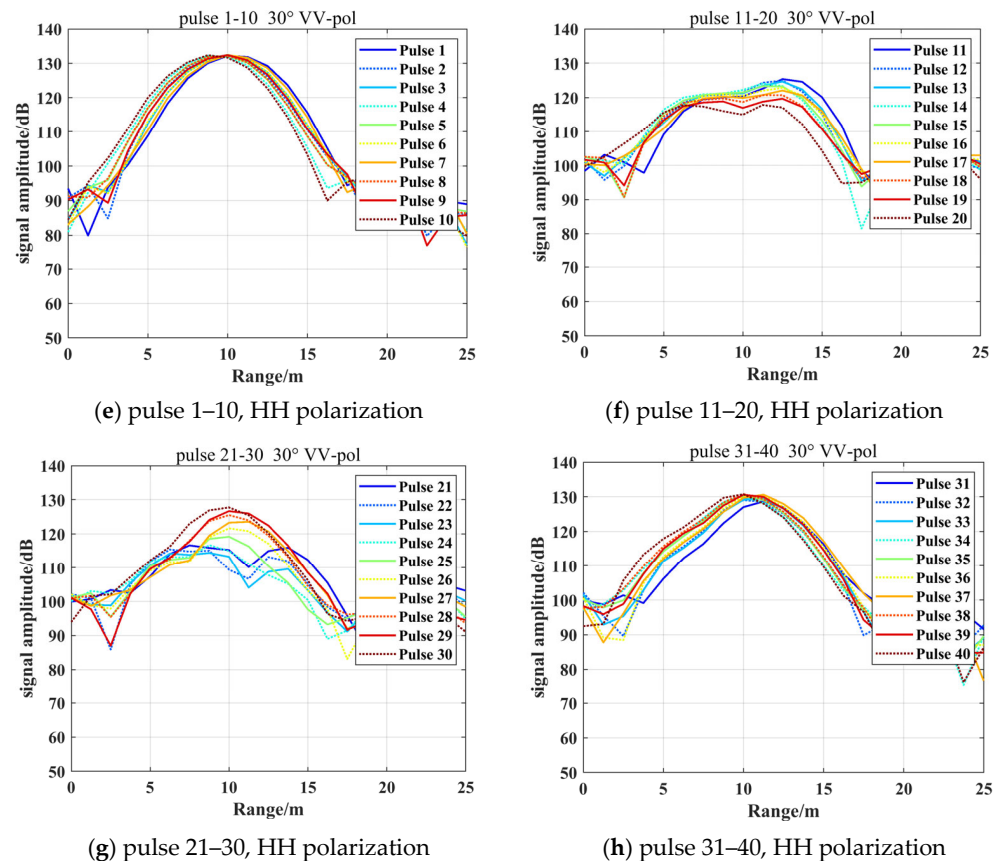 pulse 1-10 30° VV-pol
140
130
120
110
100
90
80
70
60
50
signal amplitude/dB
0 5 10 15 20 25
Range/m
Pulse 1
Pulse 2
Pulse 3
Pulse 4
Pulse 5
Pulse 6
Pulse 7
Pulse 8
Pulse 9
Pulse 10
(e) pulse 1–10, HH polarization
pulse 11-20 30° VV-pol
140
130
120
110
100
90
80
70
60
50
signal amplitude/dB
0 5 10 15 20 25
Range/m
Pulse 11
Pulse 12
Pulse 13
Pulse 14
Pulse 15
Pulse 16
Pulse 17
Pulse 18
Pulse 19
Pulse 20
(f) pulse 11–20, HH polarization
pulse 21-30 30° VV-pol
140
130
120
110
100
90
80
70
60
50
signal amplitude/dB
0 5 10 15 20 25
Range/m
Pulse 21
Pulse 22
Pulse 23
Pulse 24
Pulse 25
Pulse 26
Pulse 27
Pulse 28
Pulse 29
Pulse 30
(g) pulse 21–30, HH polarization
pulse 31-40 30° VV-pol
140
130
120
110
100
90
80
70
60
50
signal amplitude/dB
0 5 10 15 20 25
Range/m
Pulse 31
Pulse 32
Pulse 33
Pulse 34
Pulse 35
Pulse 36
Pulse 37
Pulse 38
Pulse 39
Pulse 40
(h) pulse 31–40, HH polarization